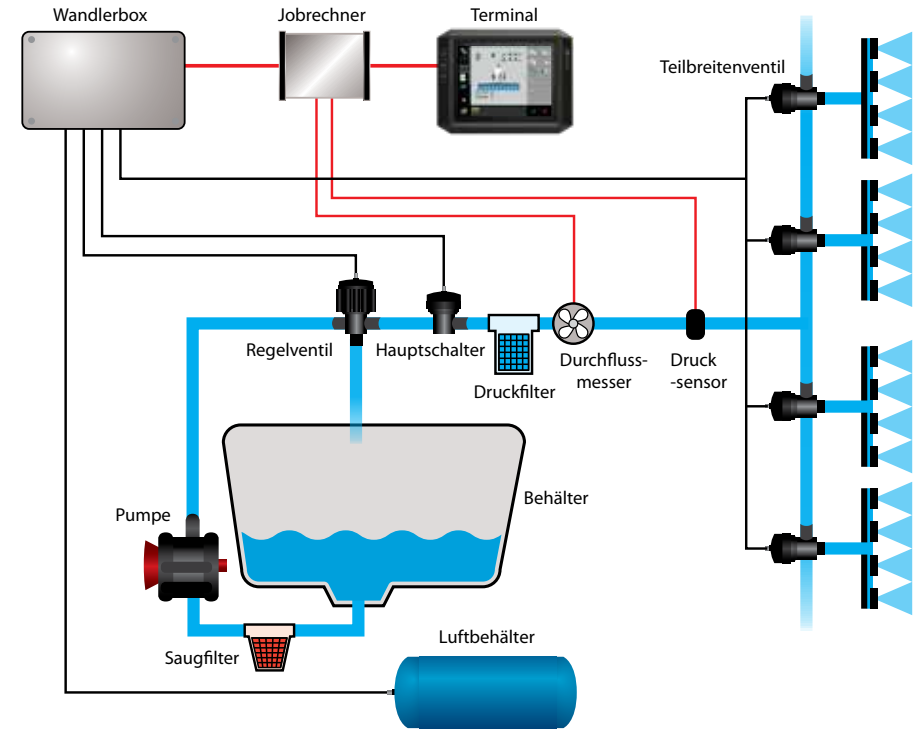 Wandlerbox
Jobrechner
Terminal
Teilbreitenventil
Regelventil
Hauptschalter
Druckfilter
Durchfluss-
messer
Druck
-sensor
Behälter
Pumpe
Saugfilter
Luftbehälter